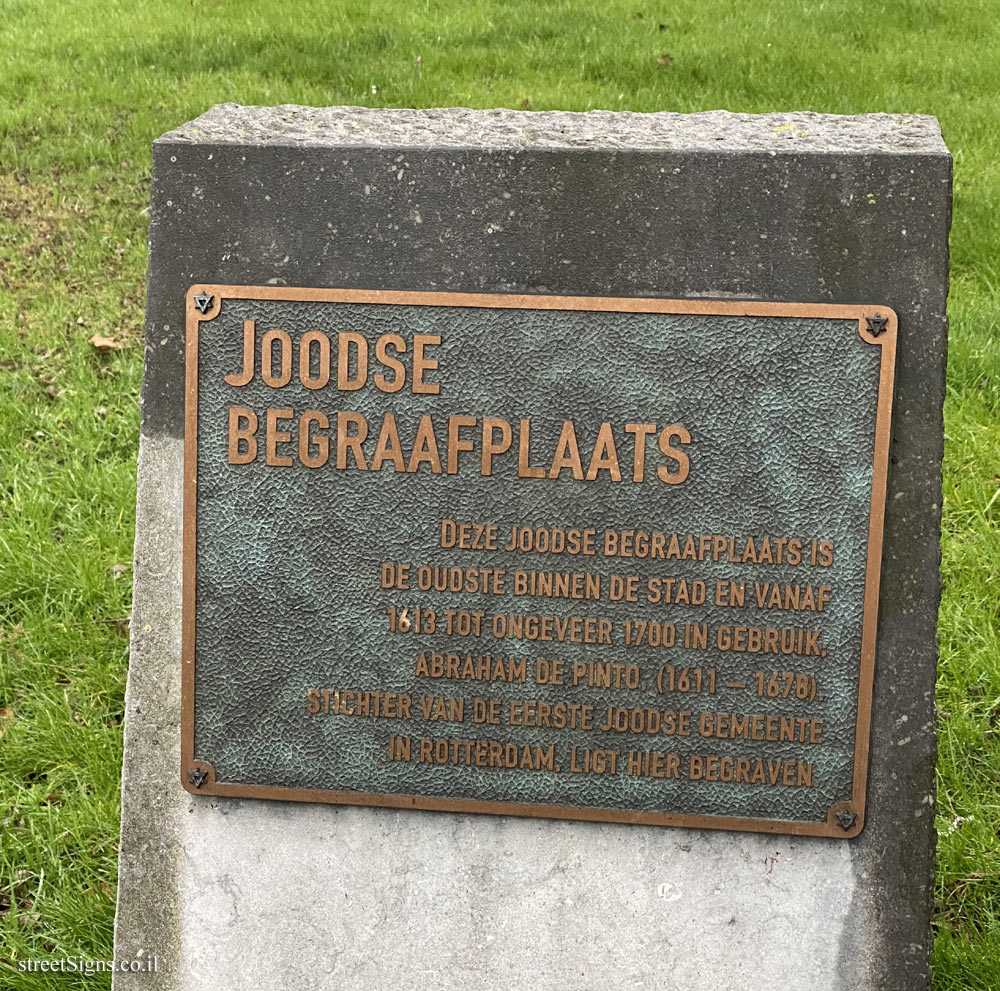 JOODSE
BEGRAAFPLAATS
DEZE JOODSE BEGRAAFPLAATS IS
DE OUDSTE BINNEN DE STAD EN VANAF
1613 TOT ONGEVEER 1700 IN GEBRUIK.
ABRAHAM DE PINTO, (1611 – 1678),
STICHTER VAN DE EERSTE JOODSE GEMEENTE
IN ROTTERDAM, LIGT HIER BEGRAVEN.
streetSigns.co.il